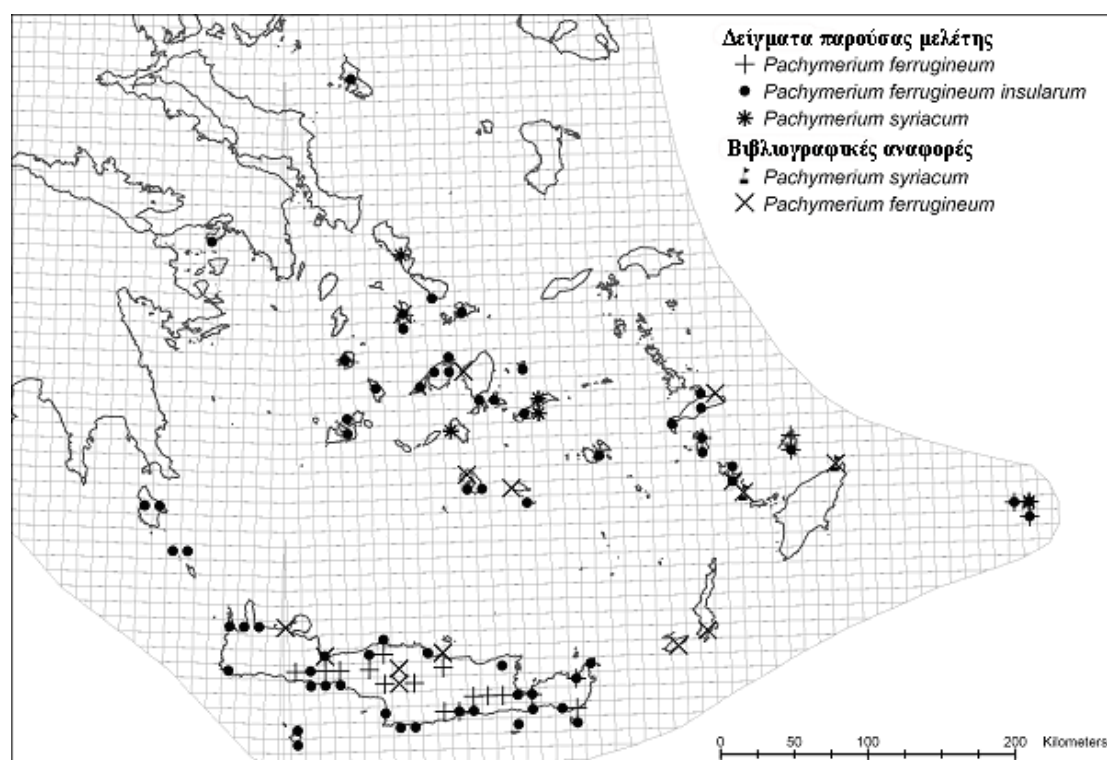 Δείγματα παρούσας μελέτης
Pachymerium ferrugineum
Pachymerium ferrugineum insularum
Pachymerium syriacum
Βιβλιογραφικές αναφορές
Pachymerium syriacum
Pachymerium ferrugineum
0 50 100 200 Kilometers